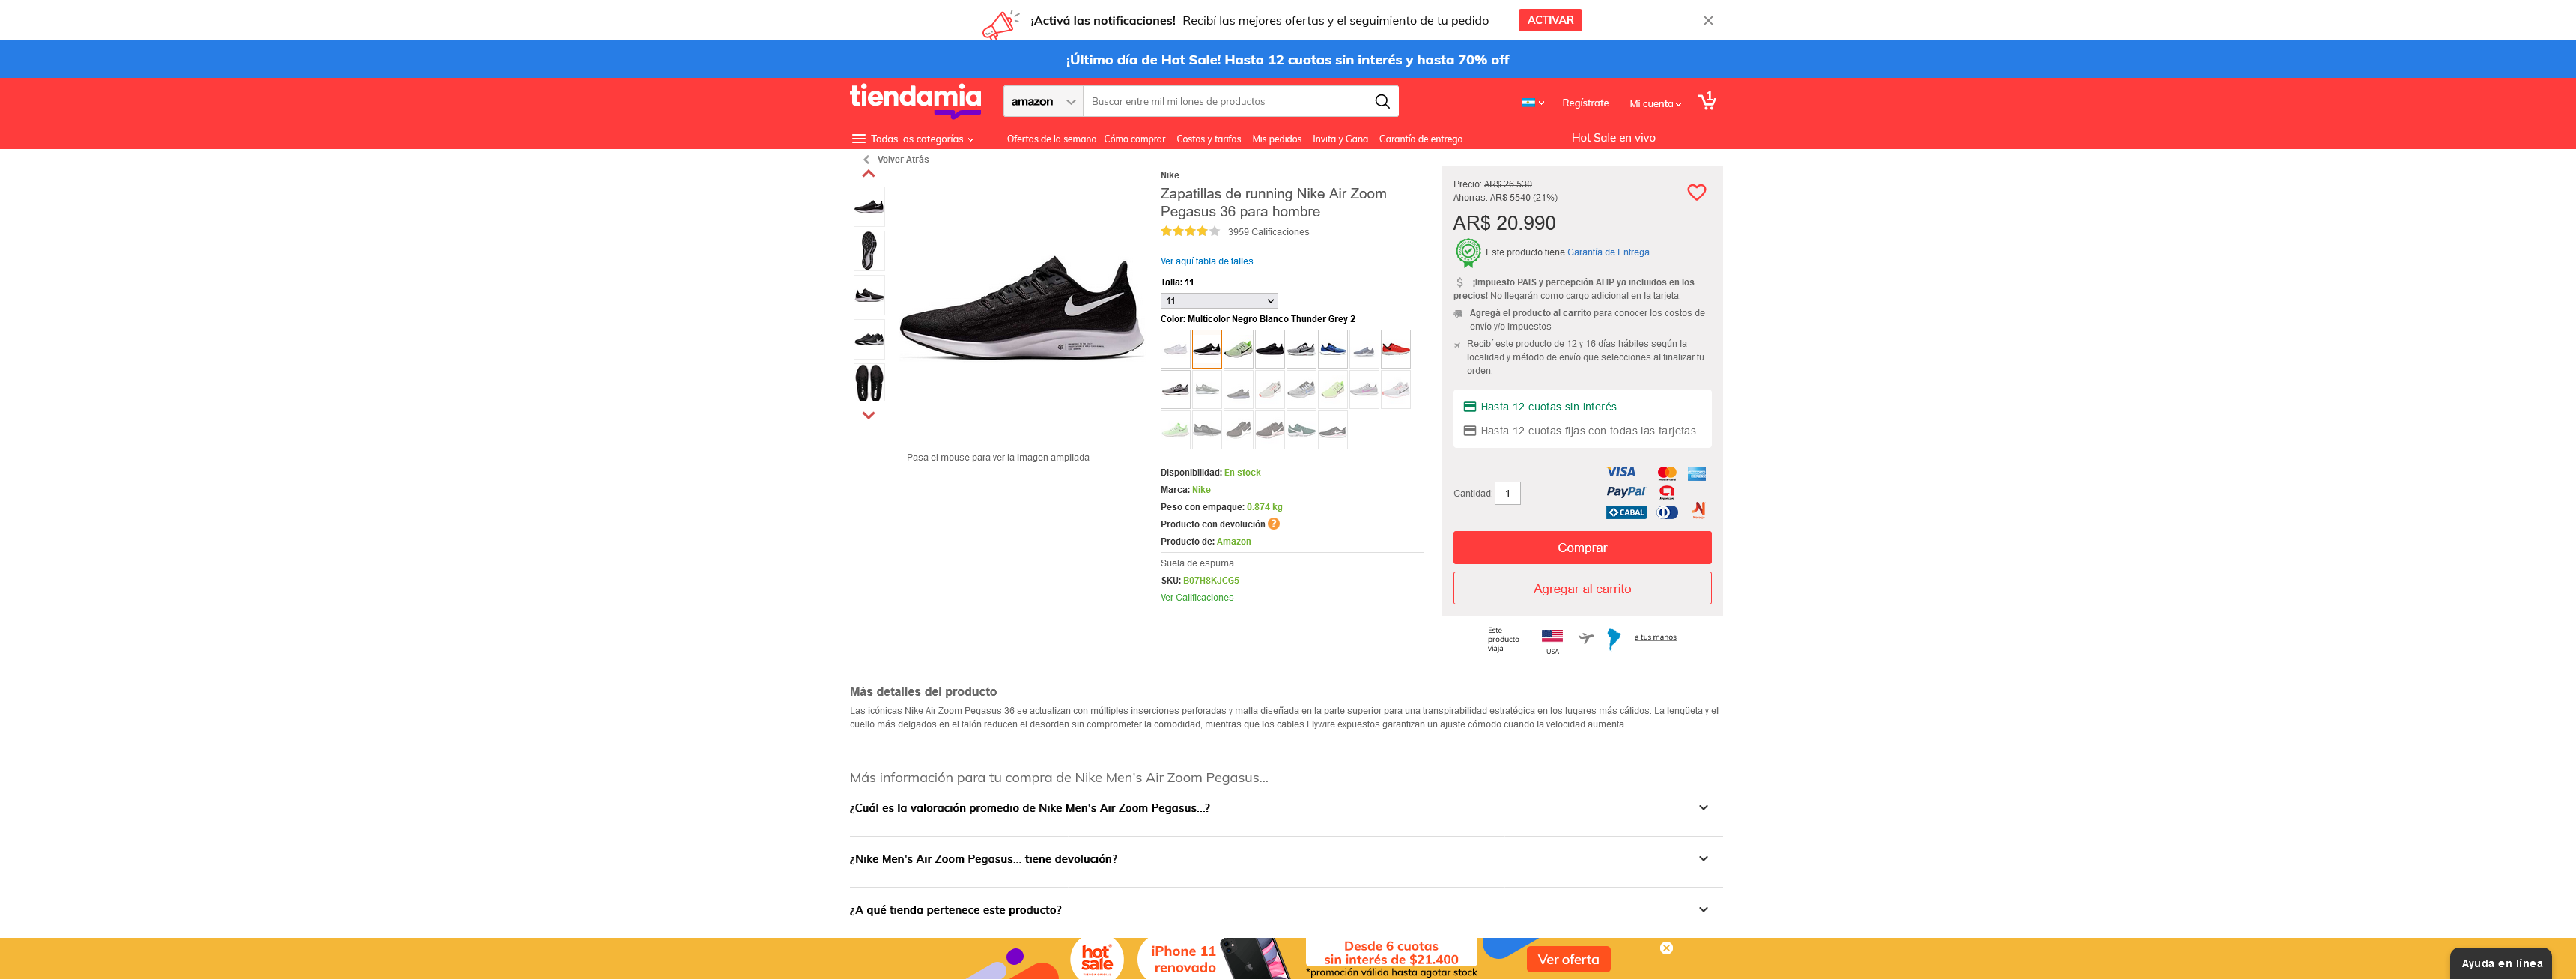 ¡Activá las notificaciones! Recibí las mejores ofertas y el seguimiento de tu pedido
ACTIVAR
¡Último día de Hot Sale! Hasta 12 cuotas sin interés y hasta 70% off
tiendamia
amazon
Buscar entre mil millones de productos
Regístrate
Mi cuenta
1
Todas las categorías
Ofertas de la semana
Cómo comprar
Costos y tarifas
Mis pedidos
Invita y Gana
Garantía de entrega
Hot Sale en vivo
Volver Atrás
Pasa el mouse para ver la imagen ampliada
Nike
Zapatillas de running Nike Air Zoom
Pegasus 36 para hombre
3959 Calificaciones
Ver aquí tabla de talles
Talla: 11
11
Color: Multicolor Negro Blanco Thunder Grey 2
Disponibilidad: En stock
Marca: Nike
Peso con empaque: 0.874 kg
Producto con devolución ?
Producto de: Amazon
Suela de espuma
SKU: B07H8KJCG5
Ver Calificaciones
Precio: AR$ 26.530
Ahorras: AR$ 5540 (21%)
AR$ 20.990
Este producto tiene Garantía de Entrega
$ ¡Impuesto PAIS y percepción AFIP ya incluidos en los
precios! No llegarán como cargo adicional en la tarjeta.
Agregá el producto al carrito para conocer los costos de
envío y/o impuestos
Recibí este producto de 12 y 16 días hábiles según la
localidad y método de envío que selecciones al finalizar tu
orden.
Hasta 12 cuotas sin interés
Hasta 12 cuotas fijas con todas las tarjetas
Cantidad: 1
VISA
PayPal
CABAL
Comprar
Agregar al carrito
Este
producto
viaja
USA
a tus manos
Más detalles del producto
Las icónicas Nike Air Zoom Pegasus 36 se actualizan con múltiples inserciones perforadas y malla diseñada en la parte superior para una transpirabilidad estratégica en los lugares más cálidos. La lengüeta y el
cuello más delgados en el talón reducen el desorden sin comprometer la comodidad, mientras que los cables Flywire expuestos garantizan un ajuste cómodo cuando la velocidad aumenta.
Más información para tu compra de Nike Men's Air Zoom Pegasus...
¿Cuál es la valoración promedio de Nike Men's Air Zoom Pegasus...?
¿Nike Men's Air Zoom Pegasus... tiene devolución?
¿A qué tienda pertenece este producto?
hot
sale
iPhone 11
renovado
Desde 6 cuotas
sin interés de $21.400
*promoción válida hasta agotar stock
Ver oferta
Ayuda en línea